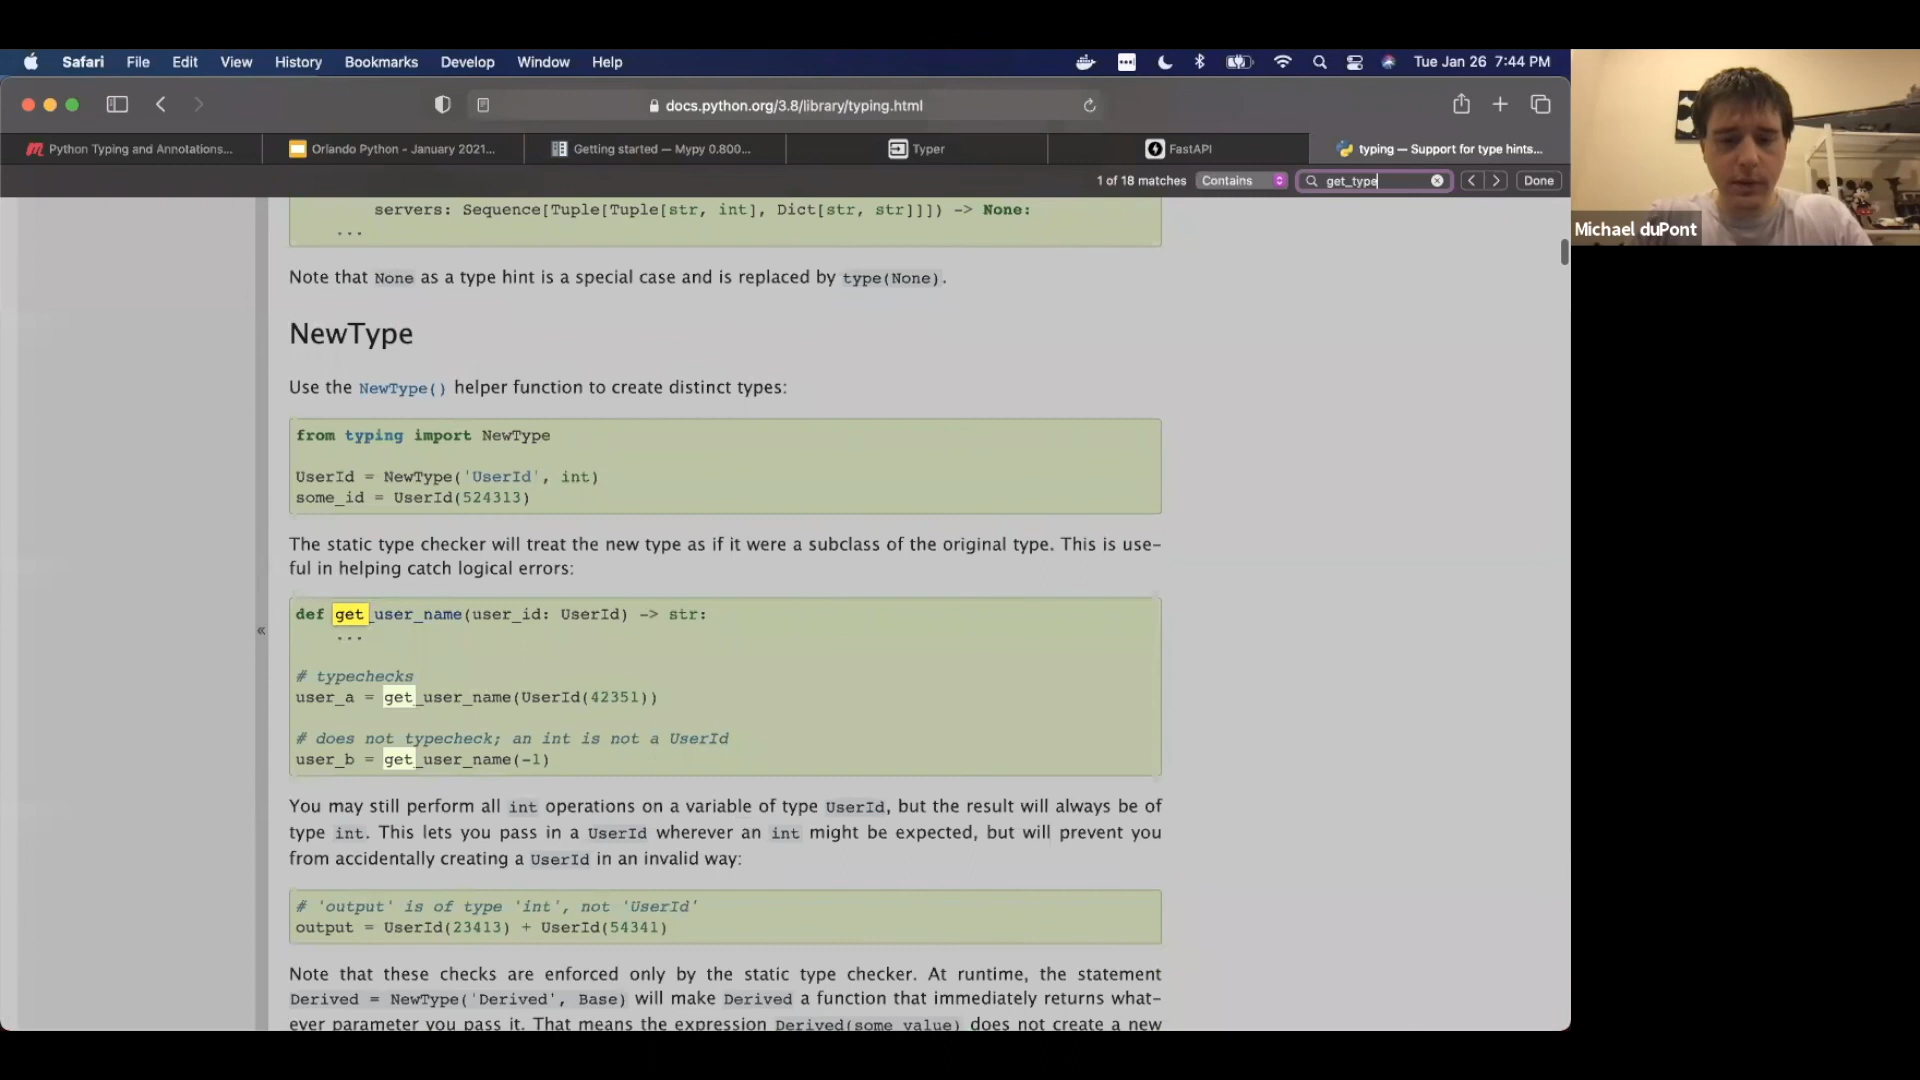 Safari File Edit View History Bookmarks Develop Window Help Tue Jan 26 7:44 PM
docs.python.org/3.8/library/typing.html
Python Typing and Annotations... Orlando Python - January 2021... Getting started — Mypy 0.800... Typer FastAPI typing — Support for type hints...
1 of 18 matches Contains get_type Done
Michael duPont
servers: Sequence[Tuple[Tuple[str, int], Dict[str, str]]]) -> None:
...
Note that None as a type hint is a special case and is replaced by type(None).
NewType
Use the NewType() helper function to create distinct types:
from typing import NewType
UserId = NewType('UserId', int)
some_id = UserId(524313)
The static type checker will treat the new type as if it were a subclass of the original type. This is use-
ful in helping catch logical errors:
def get_user_name(user_id: UserId) -> str:
...
# typechecks
user_a = get_user_name(UserId(42351))
# does not typecheck; an int is not a UserId
user_b = get_user_name(-1)
«
You may still perform all int operations on a variable of type UserId, but the result will always be of
type int. This lets you pass in a UserId wherever an int might be expected, but will prevent you
from accidentally creating a UserId in an invalid way:
# 'output' is of type 'int', not 'UserId'
output = UserId(23413) + UserId(54341)
Note that these checks are enforced only by the static type checker. At runtime, the statement
Derived = NewType('Derived', Base) will make Derived a function that immediately returns what-
ever parameter you pass it. That means the expression Derived(some_value) does not create a new